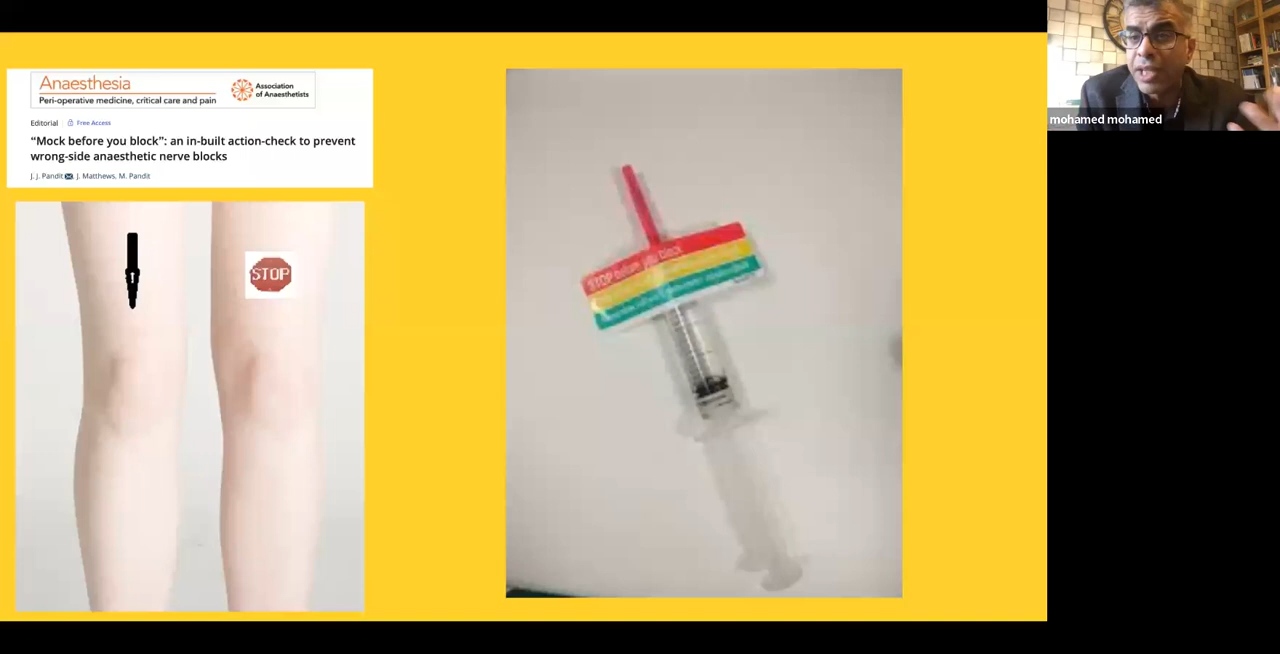 Anaesthesia
Peri-operative medicine, critical care and pain
Association
of Anaesthetists
Editorial
Free Access
“Mock before you block”: an in-built action-check to prevent
wrong-side anaesthetic nerve blocks
J. J. Pandit, J. Matthews, M. Pandit
STOP
STOP before you block
mohamed mohamed